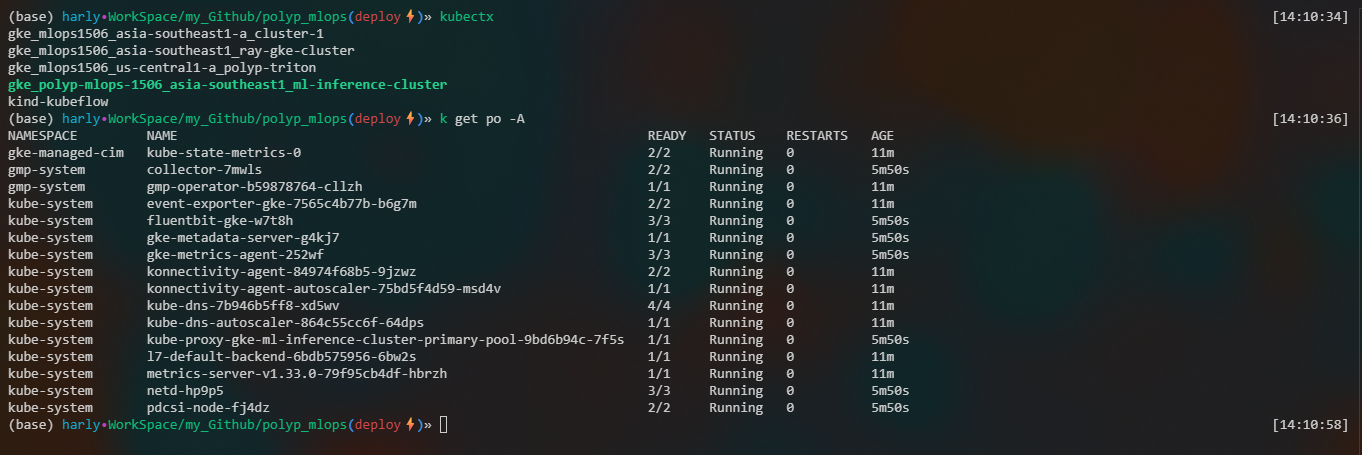 (base) harly•WorkSpace/my_Github/polyp_mlops(deploy⚡)» kubectx [14:10:34]
gke_mlops1506_asia-southeast1-a_cluster-1
gke_mlops1506_asia-southeast1_ray-gke-cluster
gke_mlops1506_us-central1-a_polyp-triton
gke_polyp-mlops-1506_asia-southeast1_ml-inference-cluster
kind-kubeflow
(base) harly•WorkSpace/my_Github/polyp_mlops(deploy⚡)» k get po -A [14:10:36]
NAMESPACE NAME READY STATUS RESTARTS AGE
gke-managed-cim kube-state-metrics-0 2/2 Running 0 11m
gmp-system collector-7mwls 2/2 Running 0 5m50s
gmp-system gmp-operator-b59878764-cllzh 1/1 Running 0 11m
kube-system event-exporter-gke-7565c4b77b-b6g7m 2/2 Running 0 11m
kube-system fluentbit-gke-w7t8h 3/3 Running 0 5m50s
kube-system gke-metadata-server-g4kj7 1/1 Running 0 5m50s
kube-system gke-metrics-agent-252wf 3/3 Running 0 5m50s
kube-system konnectivity-agent-84974f68b5-9jzwz 2/2 Running 0 11m
kube-system konnectivity-agent-autoscaler-75bd5f4d59-msd4v 1/1 Running 0 11m
kube-system kube-dns-7b946b5ff8-xd5wv 4/4 Running 0 11m
kube-system kube-dns-autoscaler-864c55cc6f-64dps 1/1 Running 0 11m
kube-system kube-proxy-gke-ml-inference-cluster-primary-pool-9bd6b94c-7f5s 1/1 Running 0 5m50s
kube-system l7-default-backend-6bdb575956-6bw2s 1/1 Running 0 11m
kube-system metrics-server-v1.33.0-79f95cb4df-hbrzh 1/1 Running 0 11m
kube-system netd-hp9p5 3/3 Running 0 5m50s
kube-system pdcsi-node-fj4dz 2/2 Running 0 5m50s
(base) harly•WorkSpace/my_Github/polyp_mlops(deploy⚡)» [14:10:58]